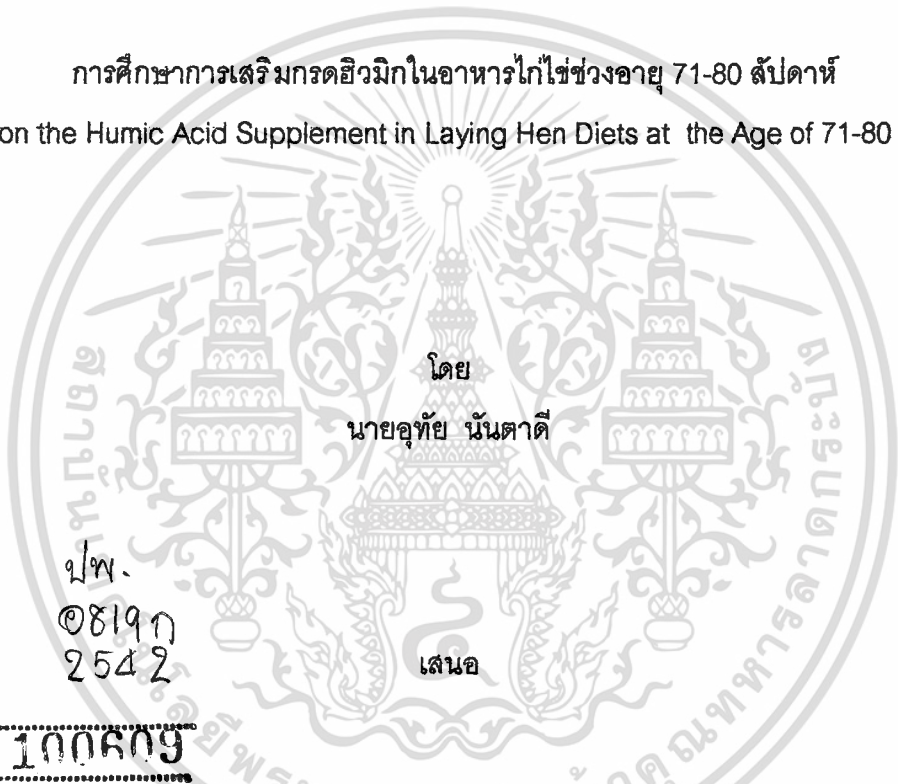 การศึกษาการเสริมกรดฮิวมิกในอาหารไก่ไข่ช่วงอายุ 71-80 สัปดาห์
on the Humic Acid Supplement in Laying Hen Diets at the Age of 71-80
โดย
นายอุทัย นันตาดี
ปพ.
อ819ก
2542
เสนอ
100609